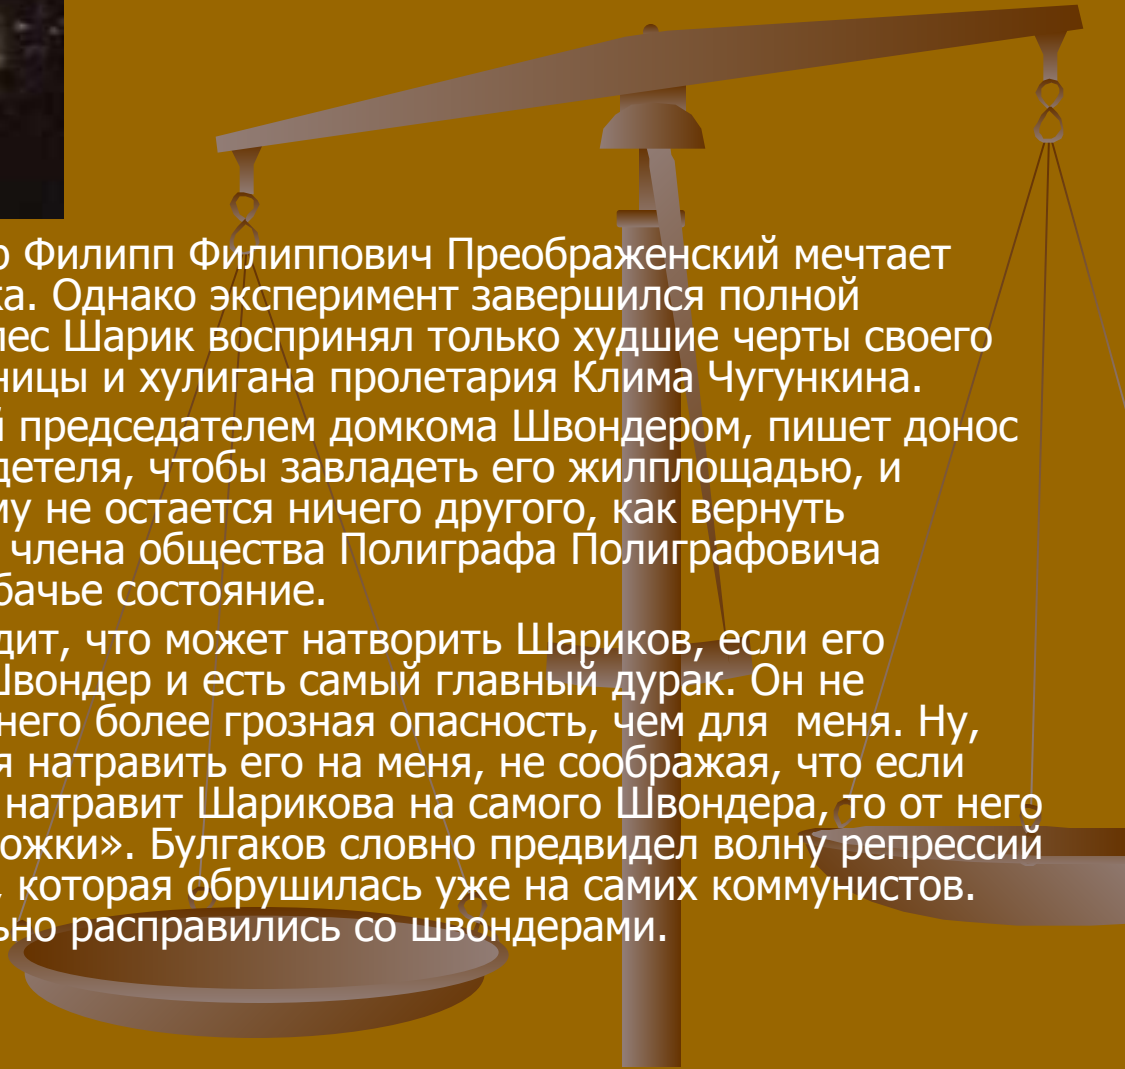 р Филипп Филиппович Преображенский мечтает
ка. Однако эксперимент завершился полной
пес Шарик воспринял только худшие черты своего
ницы и хулигана пролетария Клима Чугункина.
й председателем домкома Швондером, пишет донос
детеля, чтобы завладеть его жилплощадью, и
му не остается ничего другого, как вернуть
члена общества Полиграфа Полиграфовича
бачье состояние.
дит, что может натворить Шариков, если его
Швондер и есть самый главный дурак. Он не
него более грозная опасность, чем для меня. Ну,
я натравить его на меня, не соображая, что если
натравит Шарикова на самого Швондера, то от него
ожки». Булгаков словно предвидел волну репрессий
, которая обрушилась уже на самих коммунистов.
ьно расправились со швондерами.